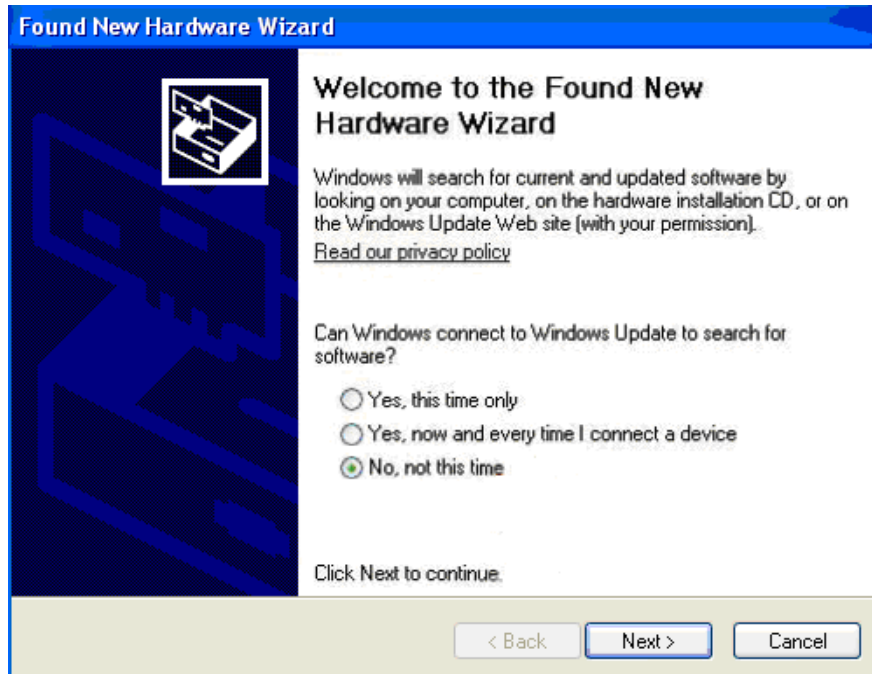 Found New Hardware Wizard
Welcome to the Found New
Hardware Wizard
Windows will search for current and updated software by
looking on your computer, on the hardware installation CD, or on
the Windows Update Web site (with your permission).
Read our privacy policy
Can Windows connect to Windows Update to search for
software?
Yes, this time only
Yes, now and every time I connect a device
No, not this time
Click Next to continue.
< Back Next > Cancel